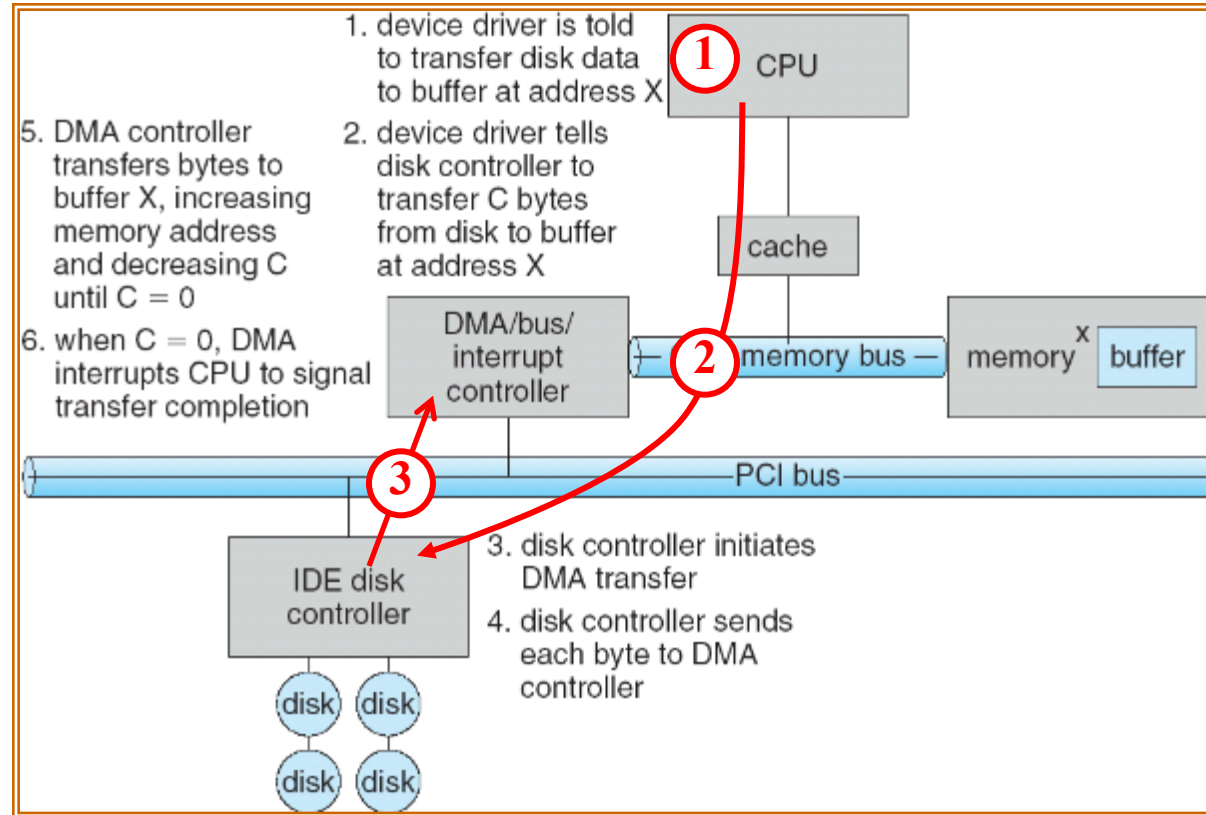 1. device driver is told
to transfer disk data
to buffer at address X
1
CPU
5. DMA controller
transfers bytes to
buffer X, increasing
memory address
and decreasing C
until C = 0
2. device driver tells
disk controller to
transfer C bytes
from disk to buffer
at address X
cache
6. when C = 0, DMA
interrupts CPU to signal
transfer completion
DMA/bus/
interrupt
controller
2
memory bus
memory
X
buffer
3
PCI bus
IDE disk
controller
3. disk controller initiates
DMA transfer
4. disk controller sends
each byte to DMA
controller
disk
disk
disk
disk